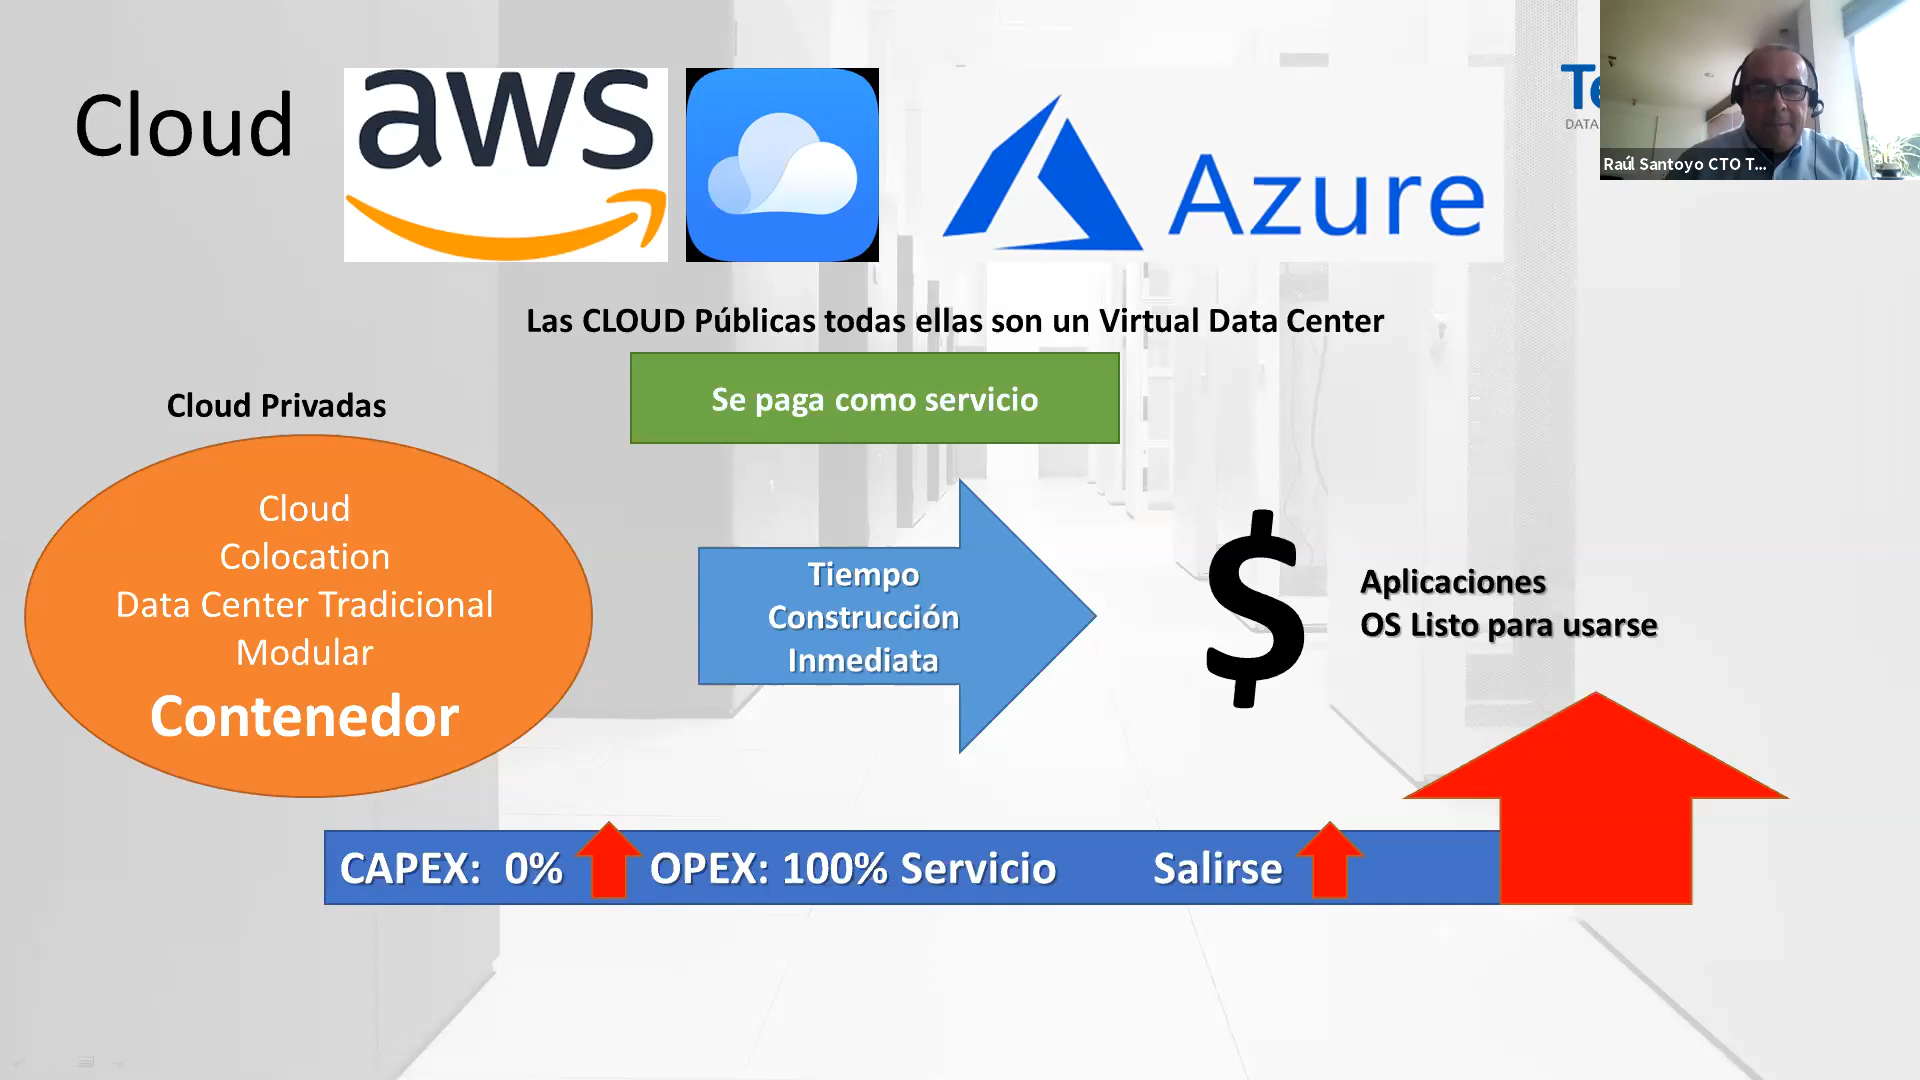 Cloud
aws
Azure
Te
DATA
Raúl Santoyo CTO T...
Las CLOUD Públicas todas ellas son un Virtual Data Center
Se paga como servicio
Cloud Privadas
Cloud
Colocation
Data Center Tradicional
Modular
Contenedor
Tiempo
Construcción
Inmediata
$
Aplicaciones
OS Listo para usarse
CAPEX: 0% OPEX: 100% Servicio Salirse